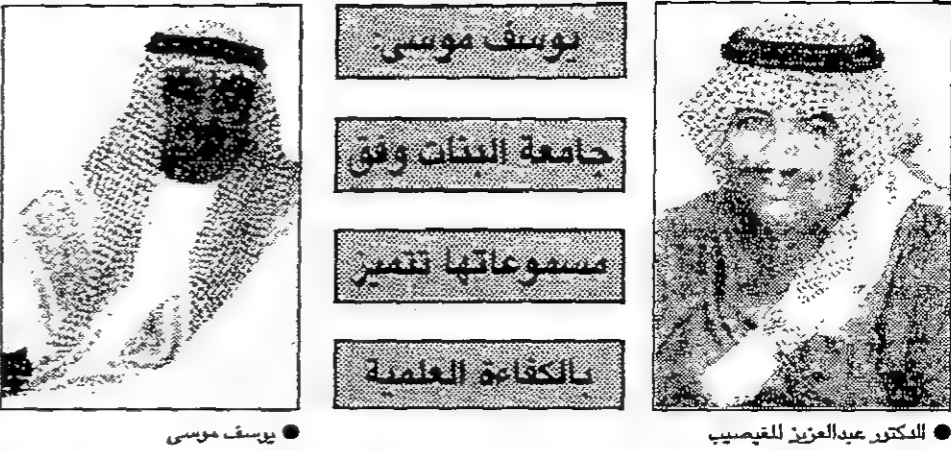 يوسف موسى:
جامعة البنات وفق
مسموعاتها تتميز
بالكفاءة العلمية
● الدكتور عبدالعزيز المقيصيب
● يوسف موسى